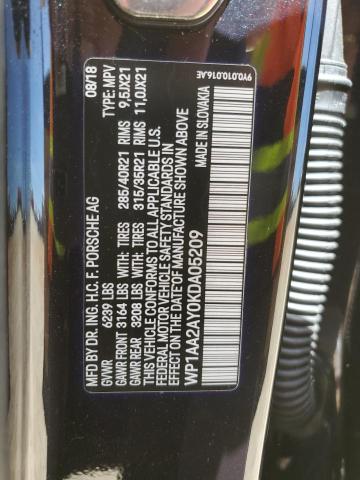 MFD BY DR. ING. H.C. F. PORSCHE AG 08/18
GVWR 6239 LBS TYPE: MPV
GAWR FRONT 3164 LBS WITH: TIRES 285/40R21 RIMS 9,5JX21
GAWR REAR 3208 LBS WITH: TIRES 315/35R21 RIMS 11,0JX21
THIS VEHICLE CONFORMS TO ALL APPLICABLE U.S.
FEDERAL MOTOR VEHICLE SAFETY STANDARDS IN
EFFECT ON THE DATE OF MANUFACTURE SHOWN ABOVE
WP1AA2AY0KDA05209 MADE IN SLOVAKIA
9Y0.010.016.AE